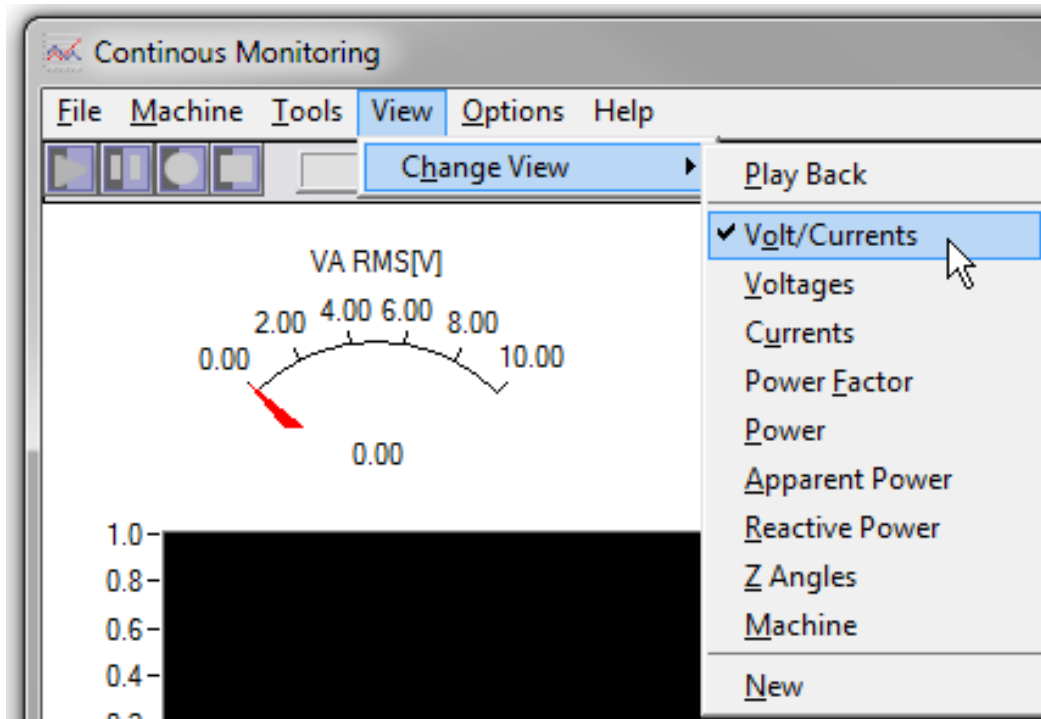 Continous Monitoring
File Machine Tools View Options Help
Change View
Play Back
Volt/Currents
Voltages
Currents
Power Factor
Power
Apparent Power
Reactive Power
Z Angles
Machine
New
VA RMS[V]
0.00 2.00 4.00 6.00 8.00 10.00
0.00
1.0
0.8
0.6
0.4